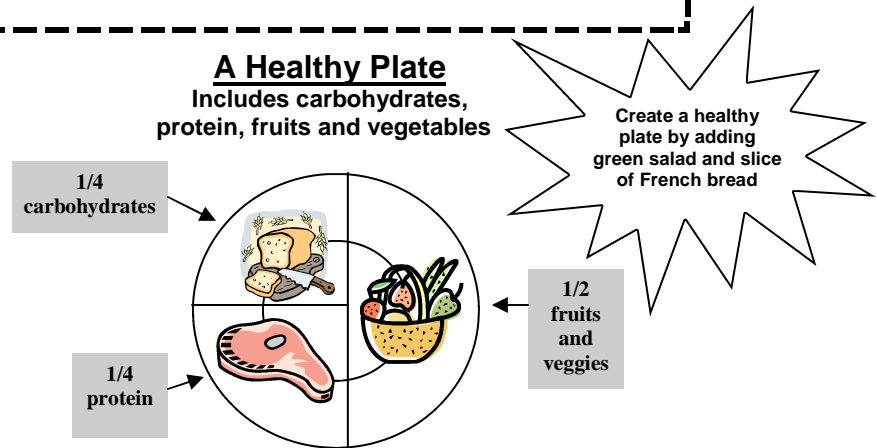 A Healthy Plate
Includes carbohydrates,
protein, fruits and vegetables
Create a healthy
plate by adding
green salad and slice
of French bread
1/4
carbohydrates
1/2
fruits
and
veggies
1/4
protein